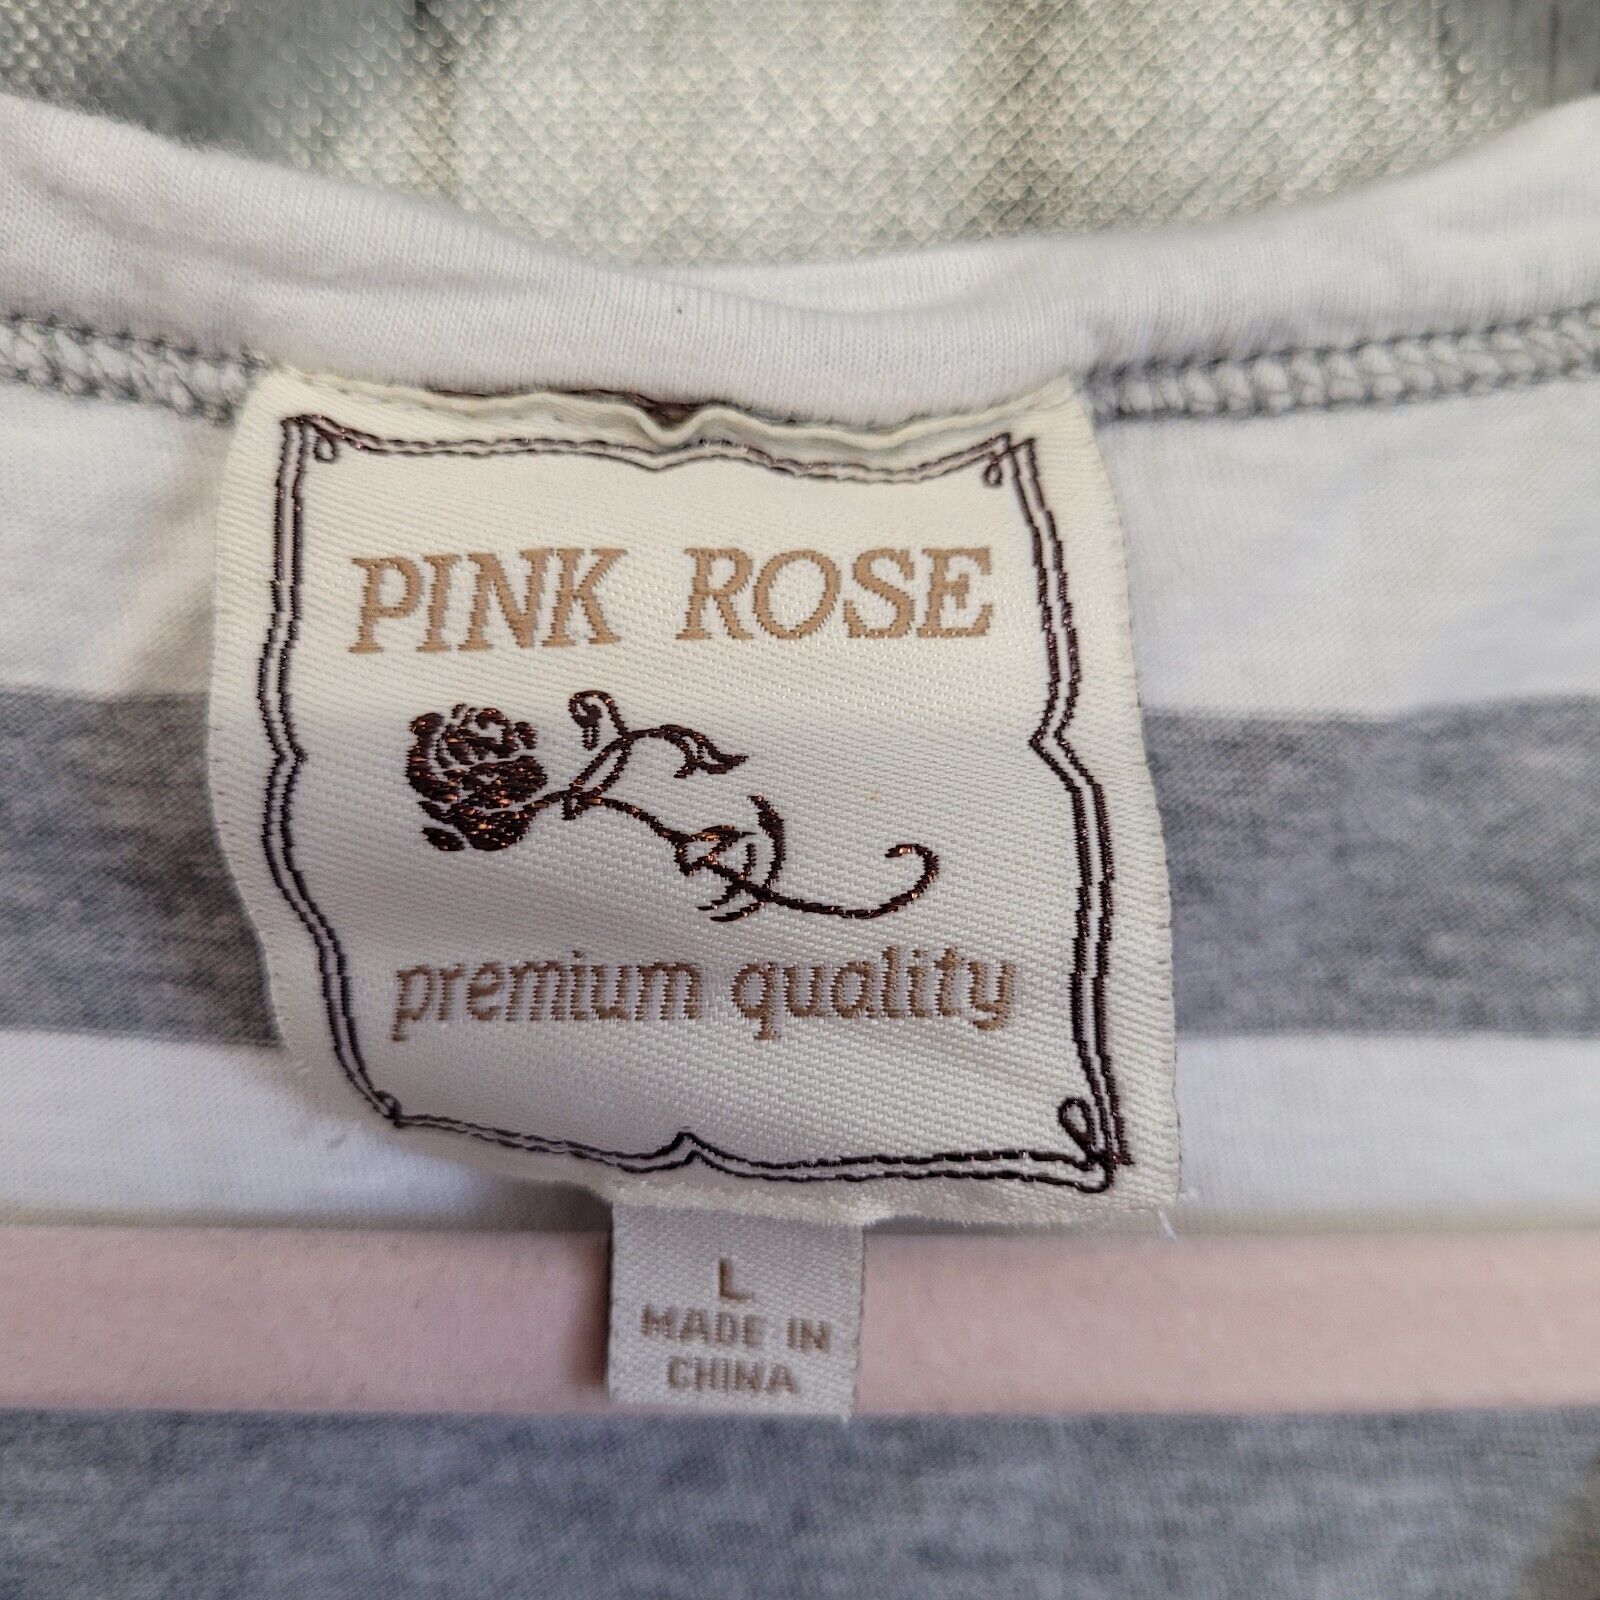 PINK ROSE
premium quality
L
MADE IN
CHINA